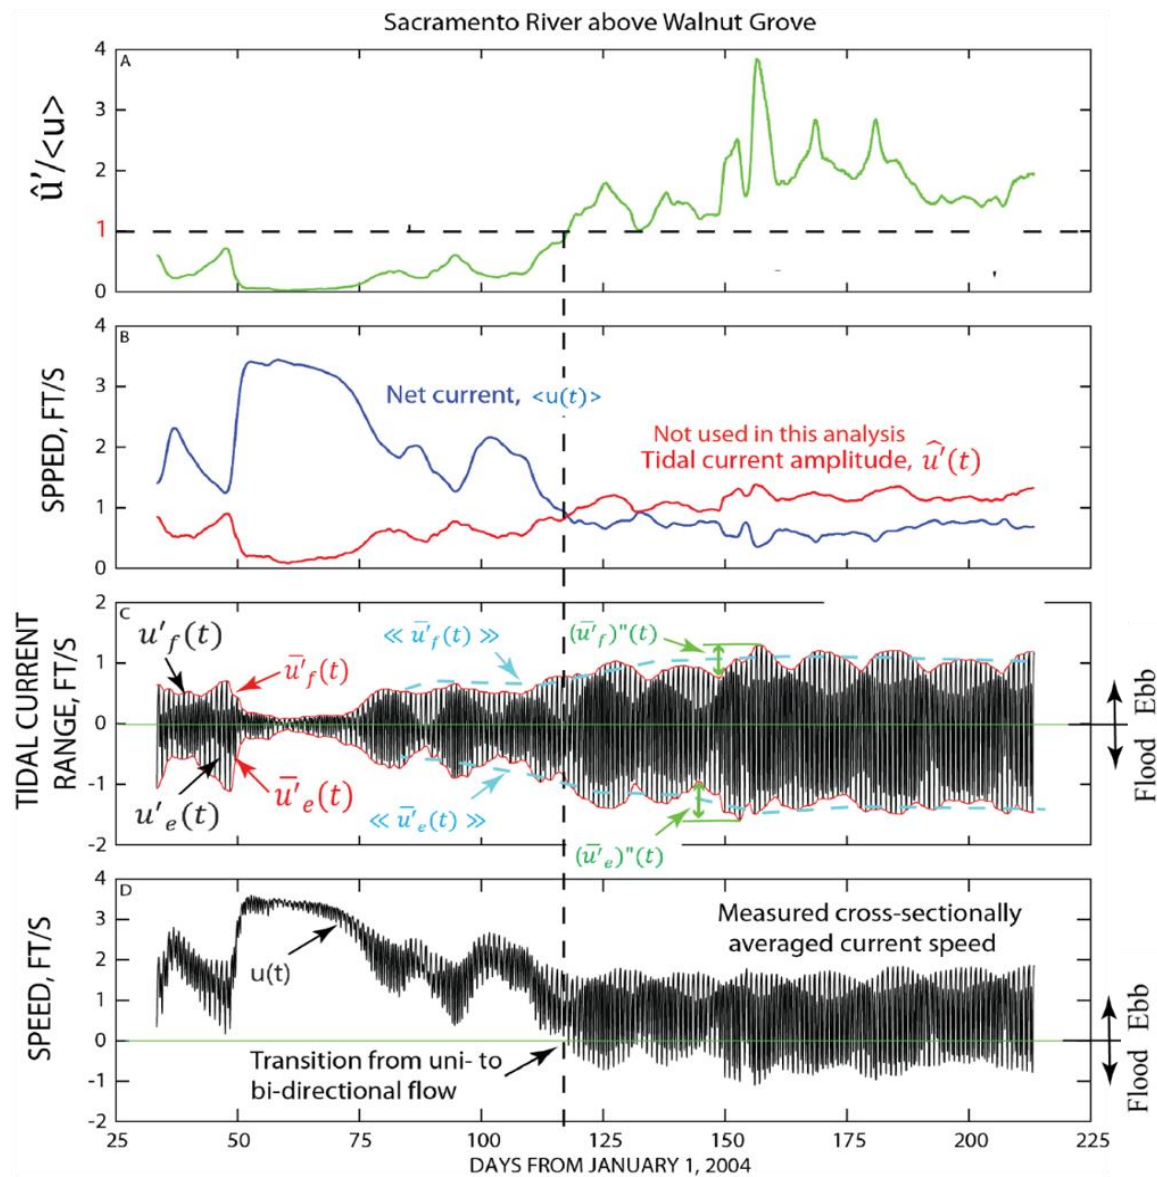 Sacramento River above Walnut Grove
A
û'/<u>
4
3
2
1
0
B
SPPED, FT/S
4
3
2
1
0
Net current, <u(t)>
Not used in this analysis
Tidal current amplitude, û'(t)
C
TIDAL CURRENT
RANGE, FT/S
2
1
0
-1
-2
u'f(t)
ū'f(t)
≪ ū'f(t) ≫
(ū'f)"(t)
u'e(t)
ū'e(t)
≪ ū'e(t) ≫
(ū'e)"(t)
Flood Ebb
D
SPEED, FT/S
4
3
2
1
0
-1
-2
u(t)
Measured cross-sectionally
averaged current speed
Transition from uni- to
bi-directional flow
Flood Ebb
25 50 75 100 125 150 175 200 225
DAYS FROM JANUARY 1, 2004